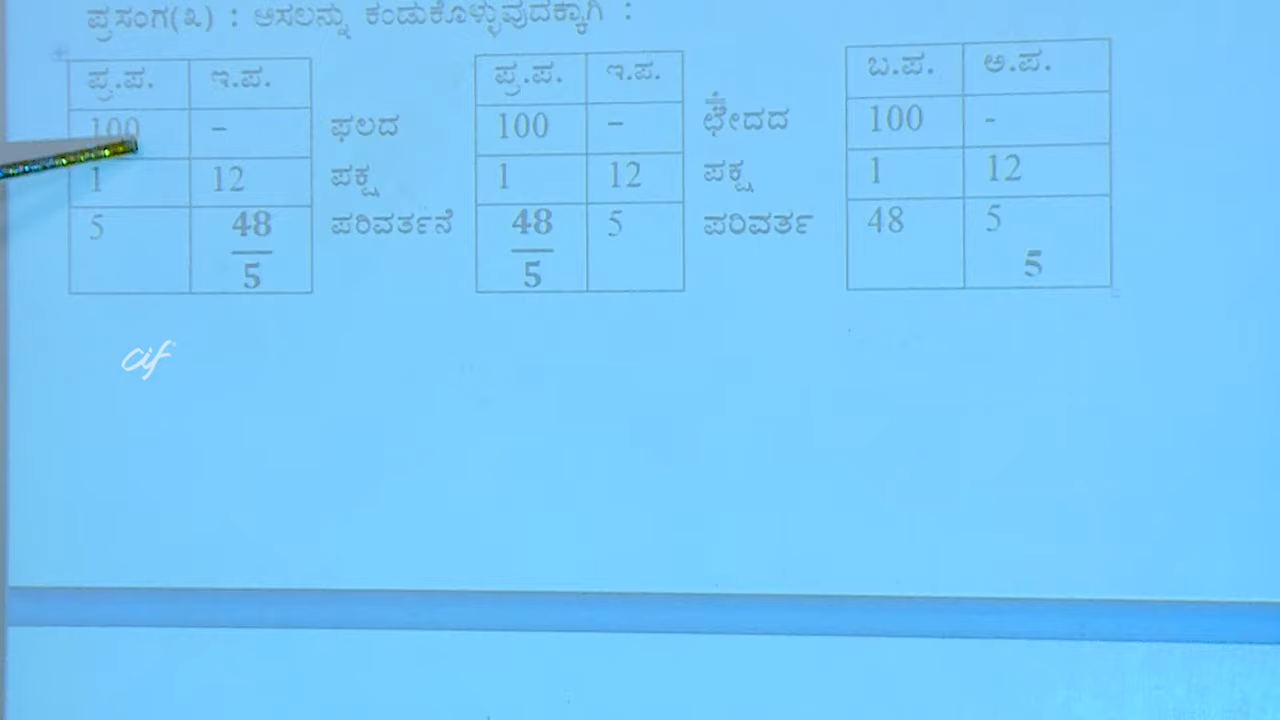 ಪ್ರಸಂಗ(೩) : ಅಸಲನ್ನು ಕಂಡುಕೊಳ್ಳುವುದಕ್ಕಾಗಿ :
ಪ್ರ.ಪ. ಇ.ಪ. ಪ್ರ.ಪ. ಇ.ಪ. ಬ.ಪ. ಅ.ಪ.
100 – ಫಲದ 100 – ಛೇದದ 100 -
1 12 ಪಕ್ಷ 1 12 ಪಕ್ಷ 1 12
5 48 ಪರಿವರ್ತನೆ 48 5 ಪರಿವರ್ತ 48 5
5 5 5